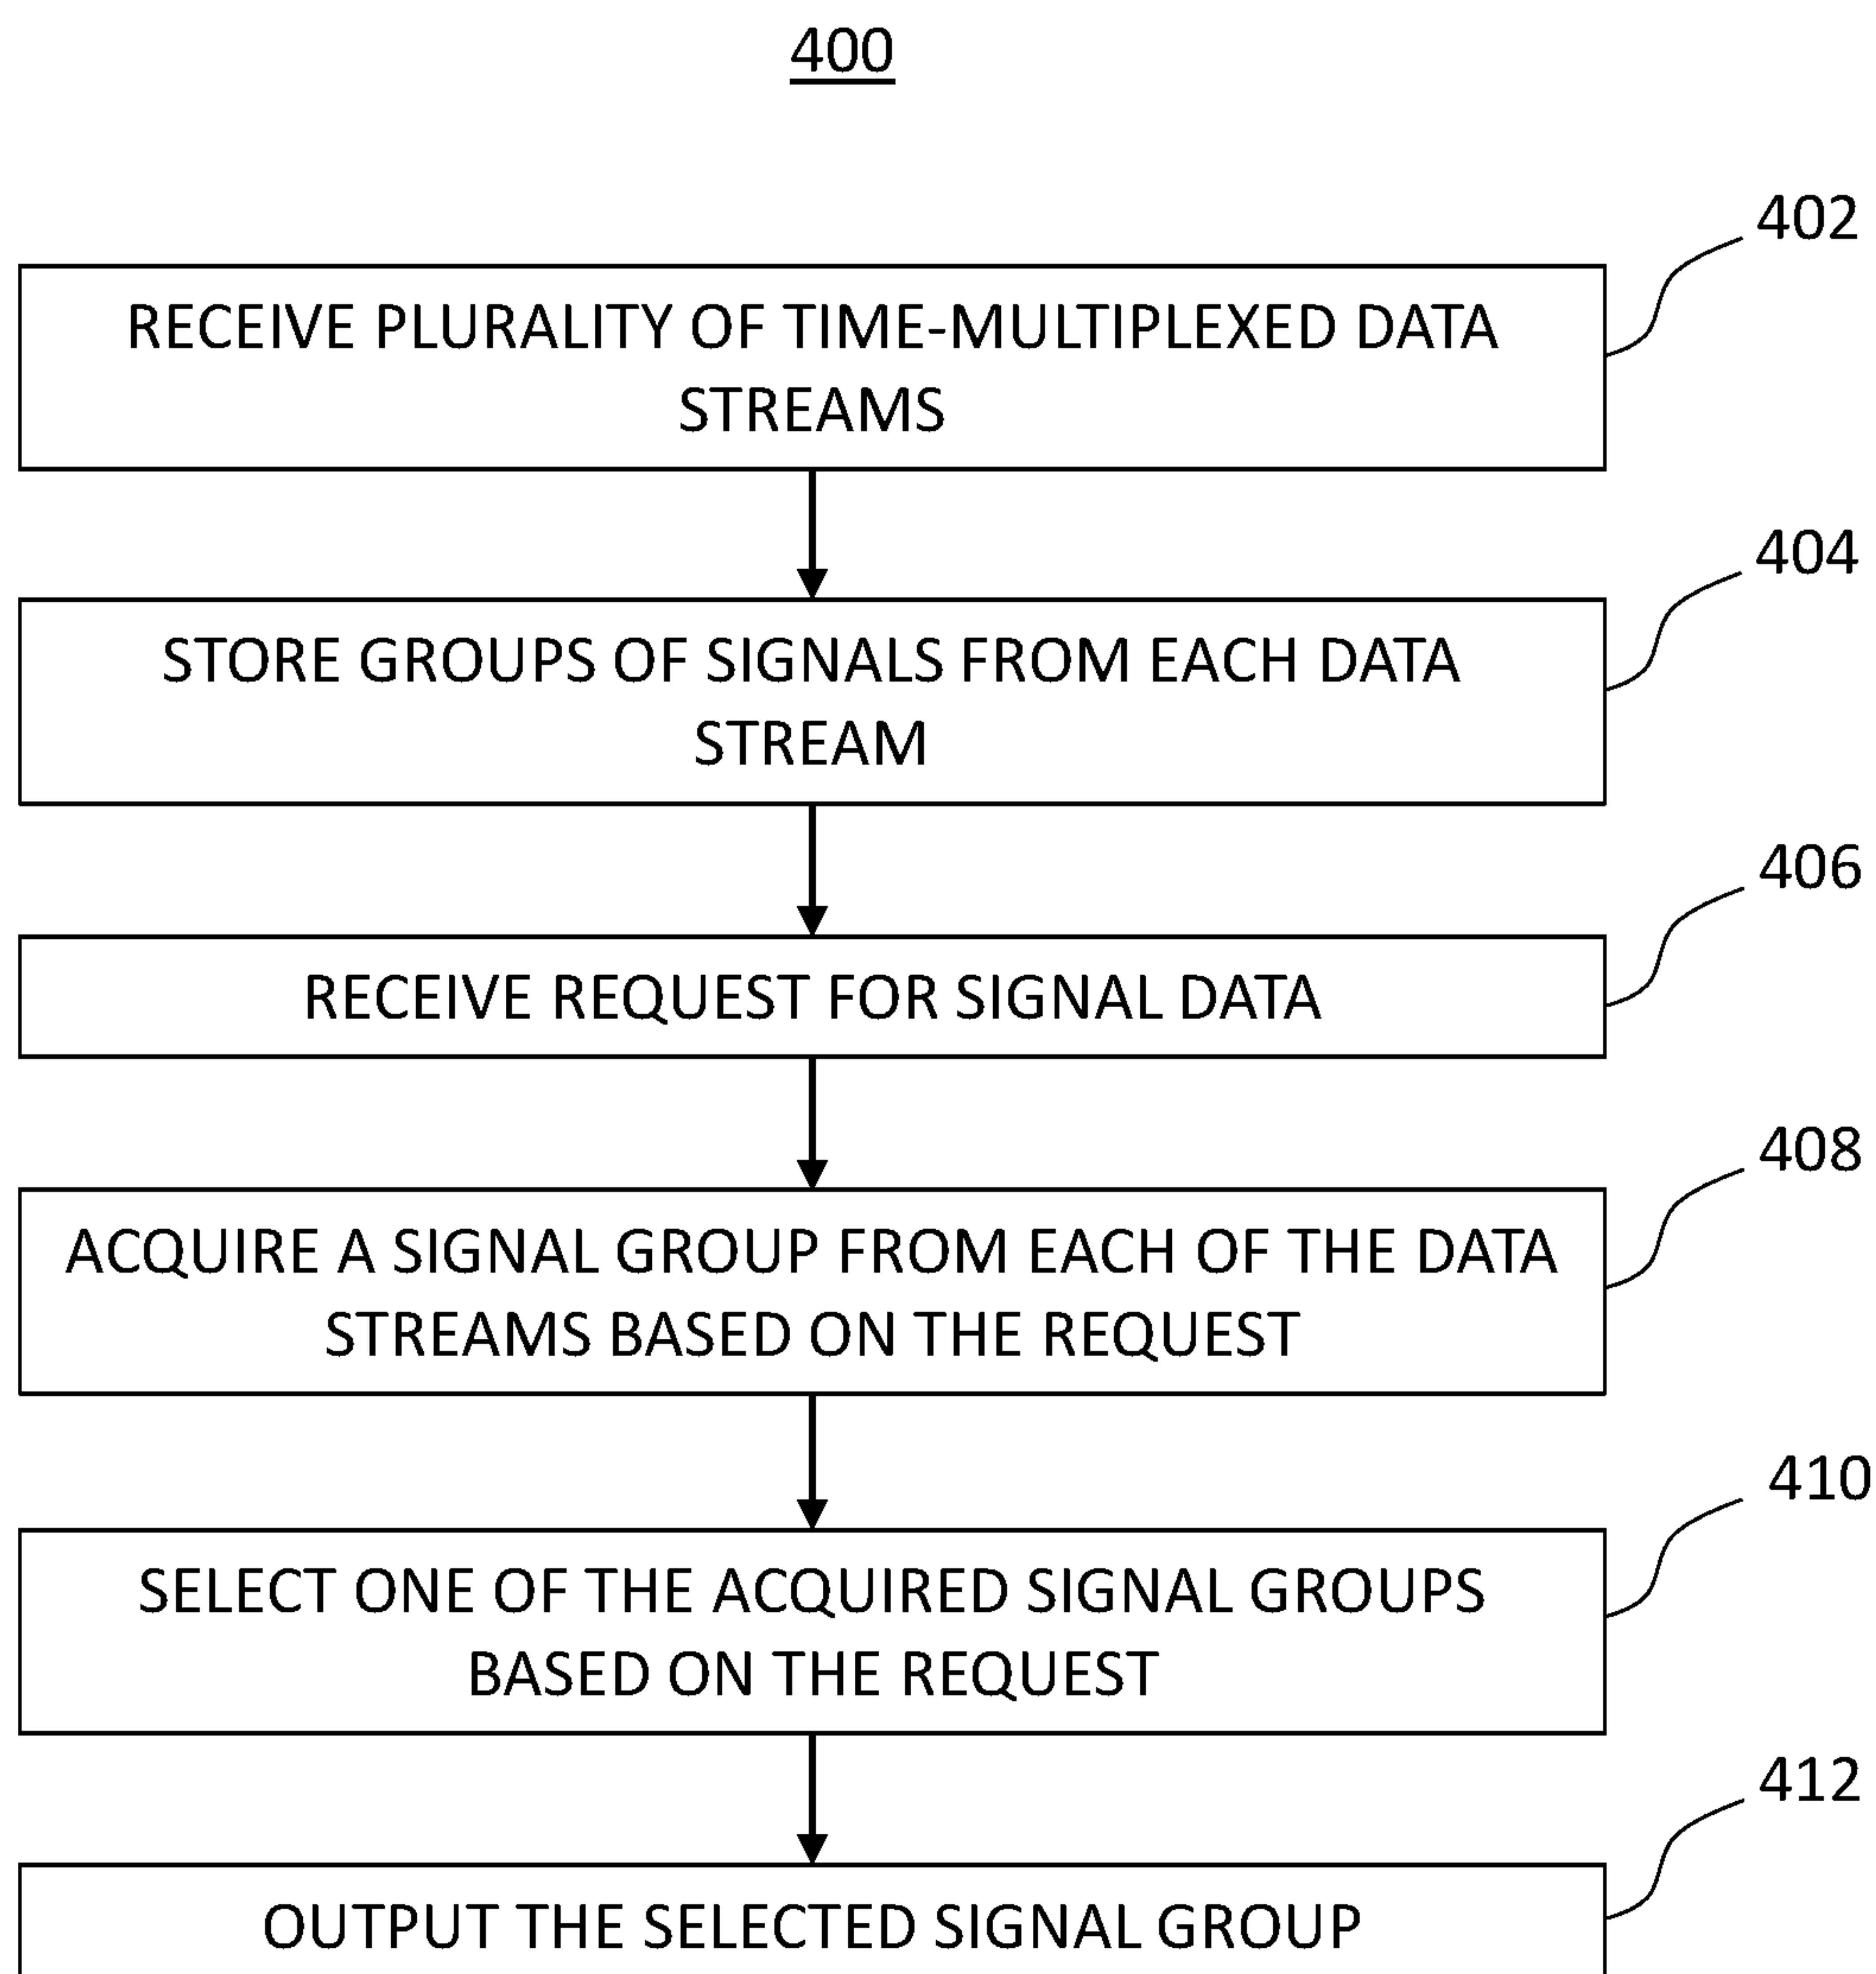 400
402
RECEIVE PLURALITY OF TIME-MULTIPLEXED DATA
STREAMS
404
STORE GROUPS OF SIGNALS FROM EACH DATA
STREAM
406
RECEIVE REQUEST FOR SIGNAL DATA
408
ACQUIRE A SIGNAL GROUP FROM EACH OF THE DATA
STREAMS BASED ON THE REQUEST
410
SELECT ONE OF THE ACQUIRED SIGNAL GROUPS
BASED ON THE REQUEST
412
OUTPUT THE SELECTED SIGNAL GROUP